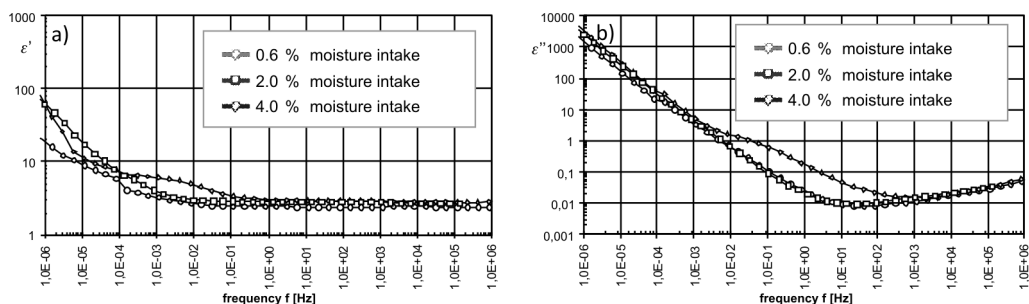 a)
ε'
1000
100
10
1
0.6 % moisture intake
2.0 % moisture intake
4.0 % moisture intake
1,0E-06
1,0E-05
1,0E-04
1,0E-03
1,0E-02
1,0E-01
1,0E+00
1,0E+01
1,0E+02
1,0E+03
1,0E+04
1,0E+05
1,0E+06
frequency f [Hz]
b)
ε''
10000
1000
100
10
1
0,1
0,01
0,001
0.6 % moisture intake
2.0 % moisture intake
4.0 % moisture intake
1,0E-06
1,0E-05
1,0E-04
1,0E-03
1,0E-02
1,0E-01
1,0E+00
1,0E+01
1,0E+02
1,0E+03
1,0E+04
1,0E+05
1,0E+06
frequency f [Hz]